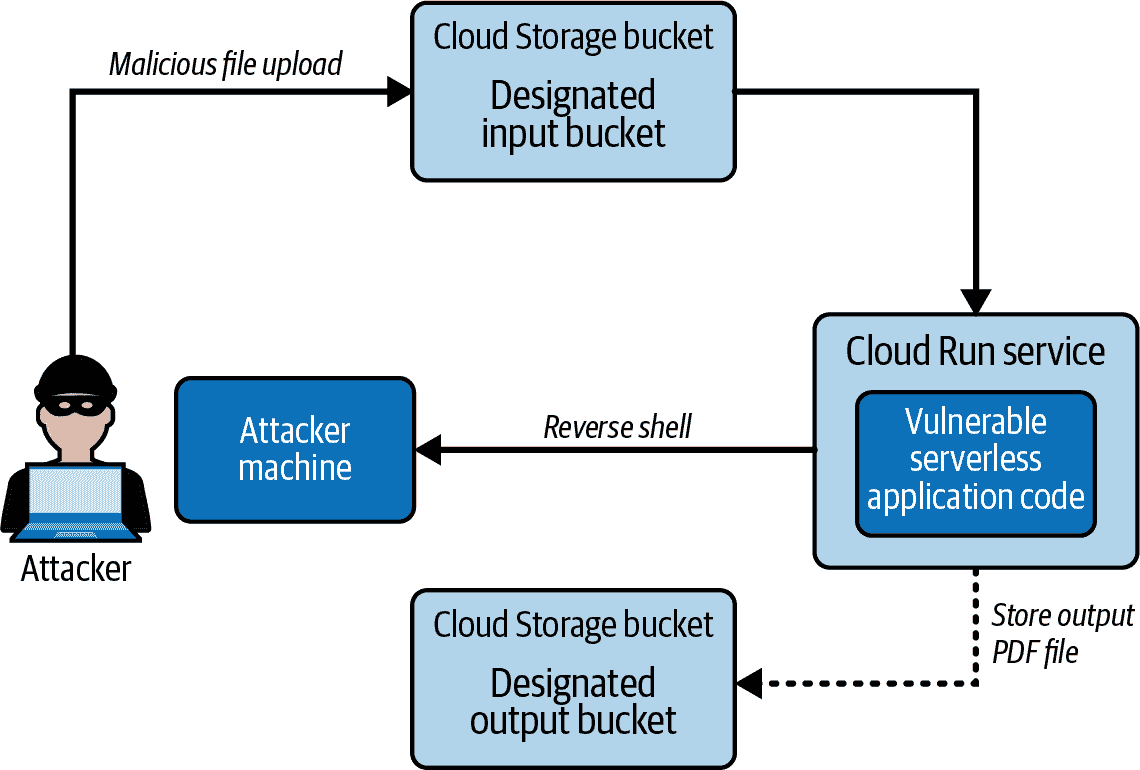 Cloud Storage bucket
Malicious file upload
Designated
input bucket
Cloud Run service
Vulnerable
serverless
application code
Reverse shell
Attacker
machine
Attacker
Store output
PDF file
Cloud Storage bucket
Designated
output bucket